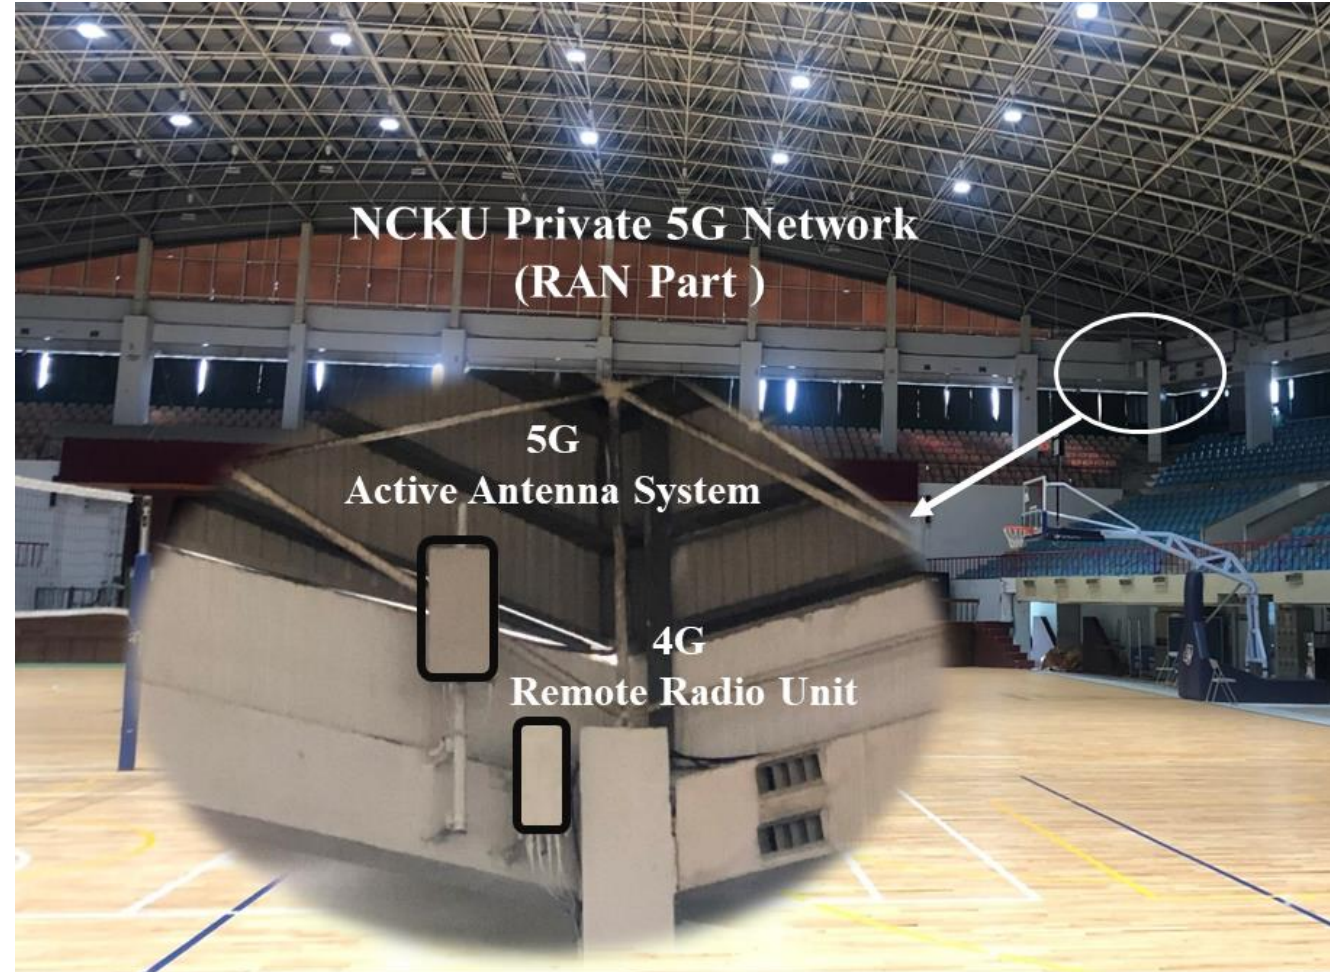 NCKU Private 5G Network
(RAN Part )
5G
Active Antenna System
4G
Remote Radio Unit